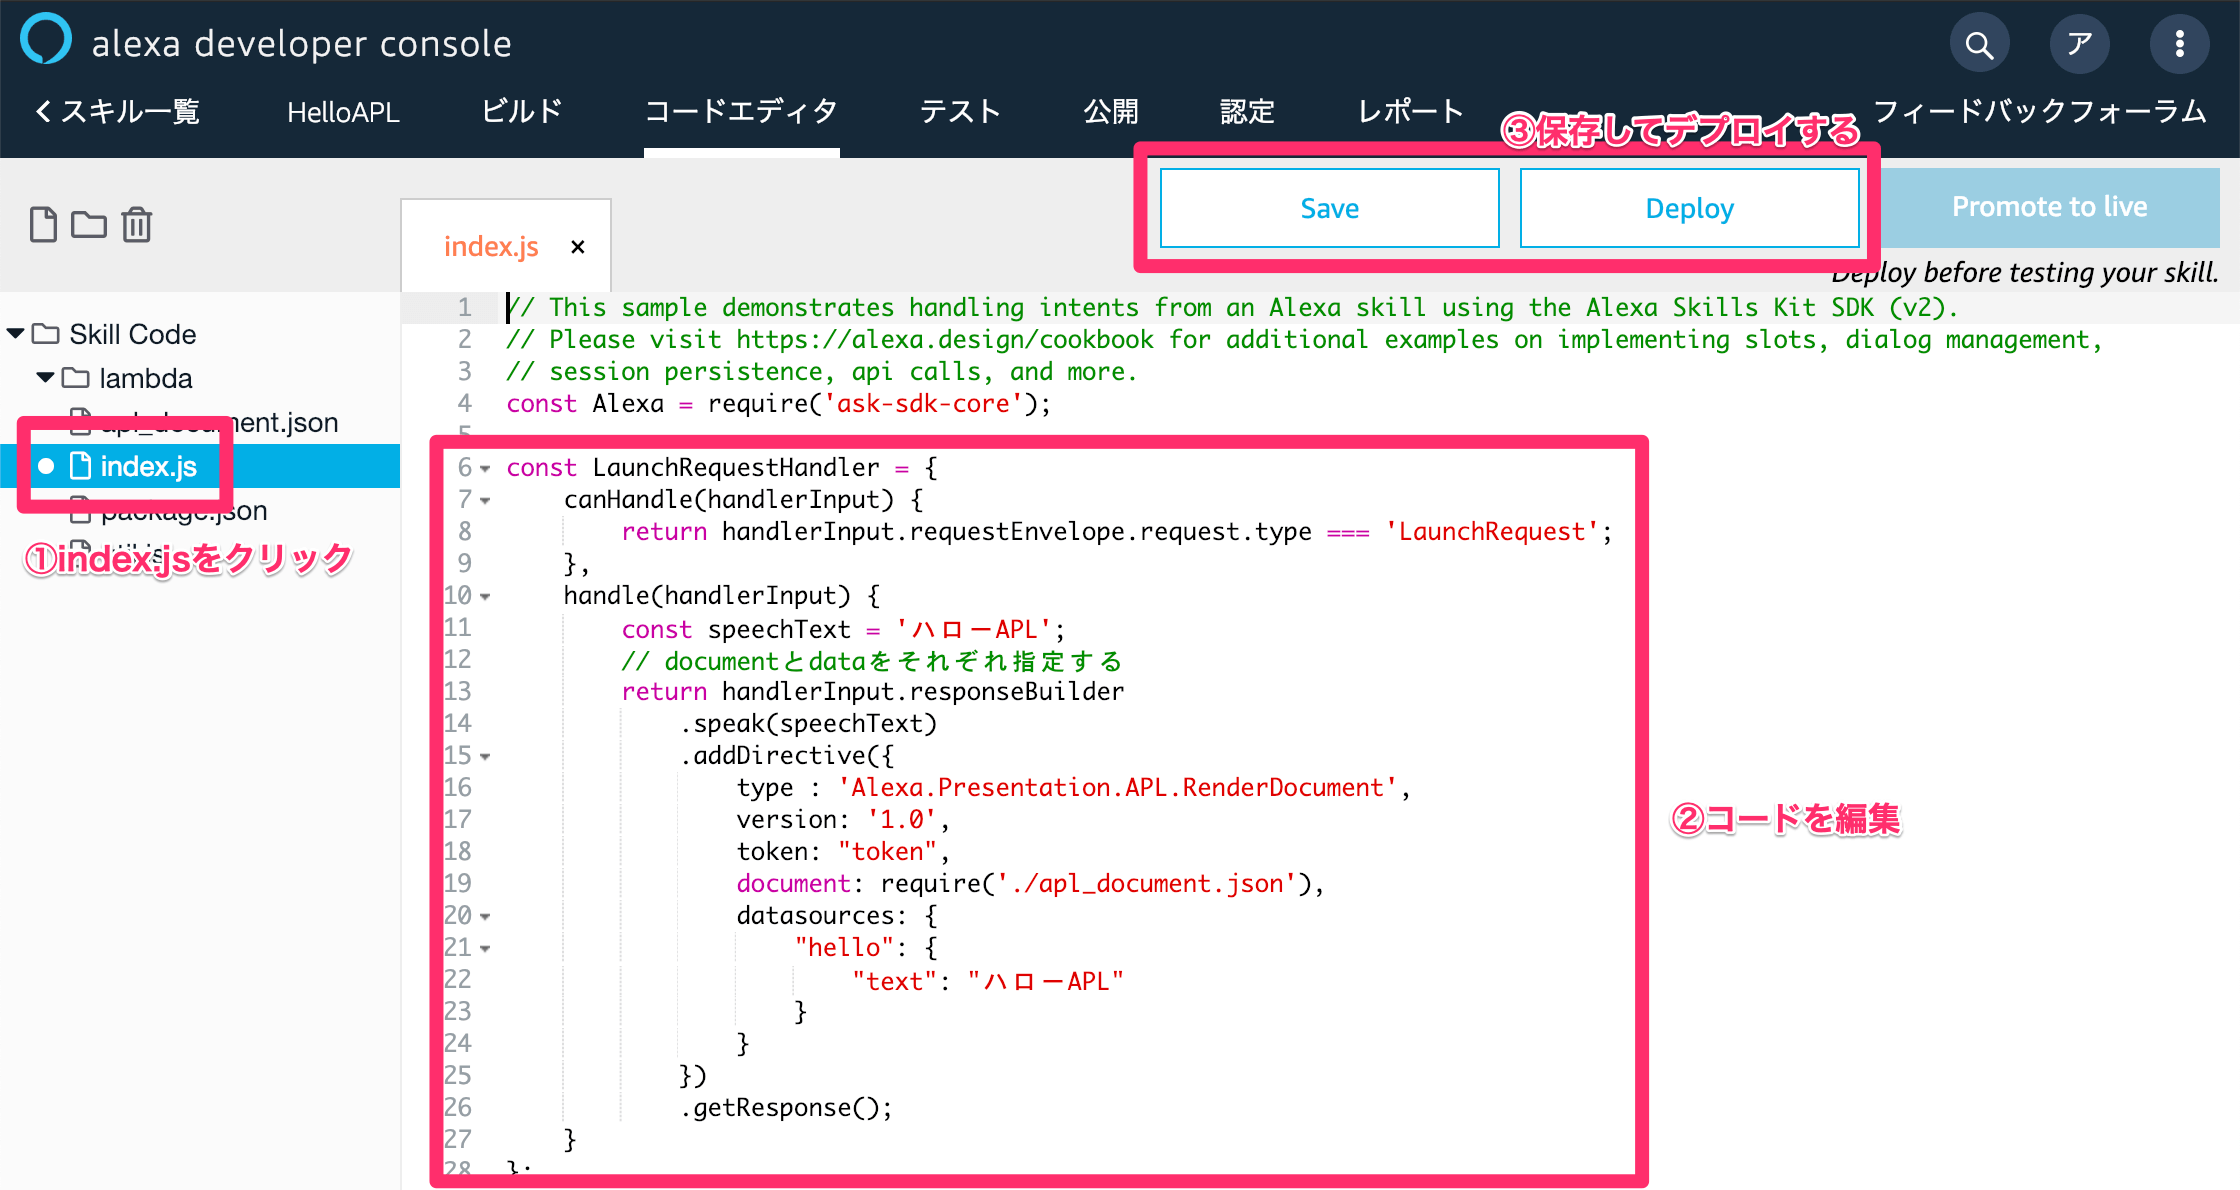 alexa developer console
ア
スキル一覧 HelloAPL ビルド コードエディタ テスト 公開 認定 レポート フィードバックフォーラム
③保存してデプロイする
Save Deploy Promote to live
index.js ×
Deploy before testing your skill.
Skill Code
lambda
apl_document.json
index.js
package.json
①index.jsをクリック
1 // This sample demonstrates handling intents from an Alexa skill using the Alexa Skills Kit SDK (v2).
2 // Please visit https://alexa.design/cookbook for additional examples on implementing slots, dialog management,
3 // session persistence, api calls, and more.
4 const Alexa = require('ask-sdk-core');
5
6 const LaunchRequestHandler = {
7 canHandle(handlerInput) {
8 return handlerInput.requestEnvelope.request.type === 'LaunchRequest';
9 },
10 handle(handlerInput) {
11 const speechText = 'ハローAPL';
12 // documentとdataをそれぞれ指定する
13 return handlerInput.responseBuilder
14 .speak(speechText)
15 .addDirective({
16 type : 'Alexa.Presentation.APL.RenderDocument',
17 version: '1.0',
18 token: "token",
19 document: require('./apl_document.json'),
20 datasources: {
21 "hello": {
22 "text": "ハローAPL"
23 }
24 }
25 })
26 .getResponse();
27 }
28 };
②コードを編集